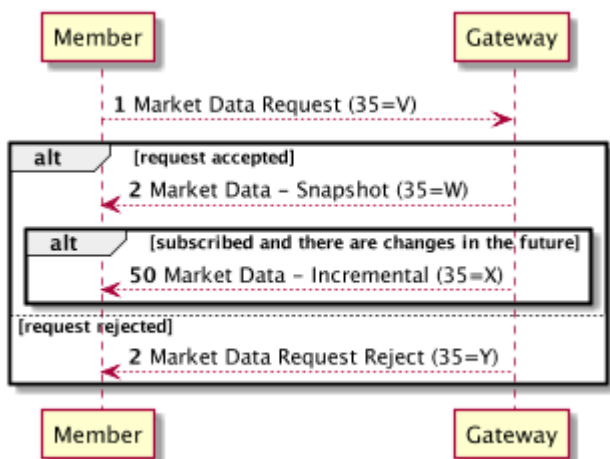 Member Gateway
1 Market Data Request (35=V)
alt [request accepted]
2 Market Data – Snapshot (35=W)
alt [subscribed and there are changes in the future]
50 Market Data – Incremental (35=X)
[request rejected]
2 Market Data Request Reject (35=Y)
Member Gateway